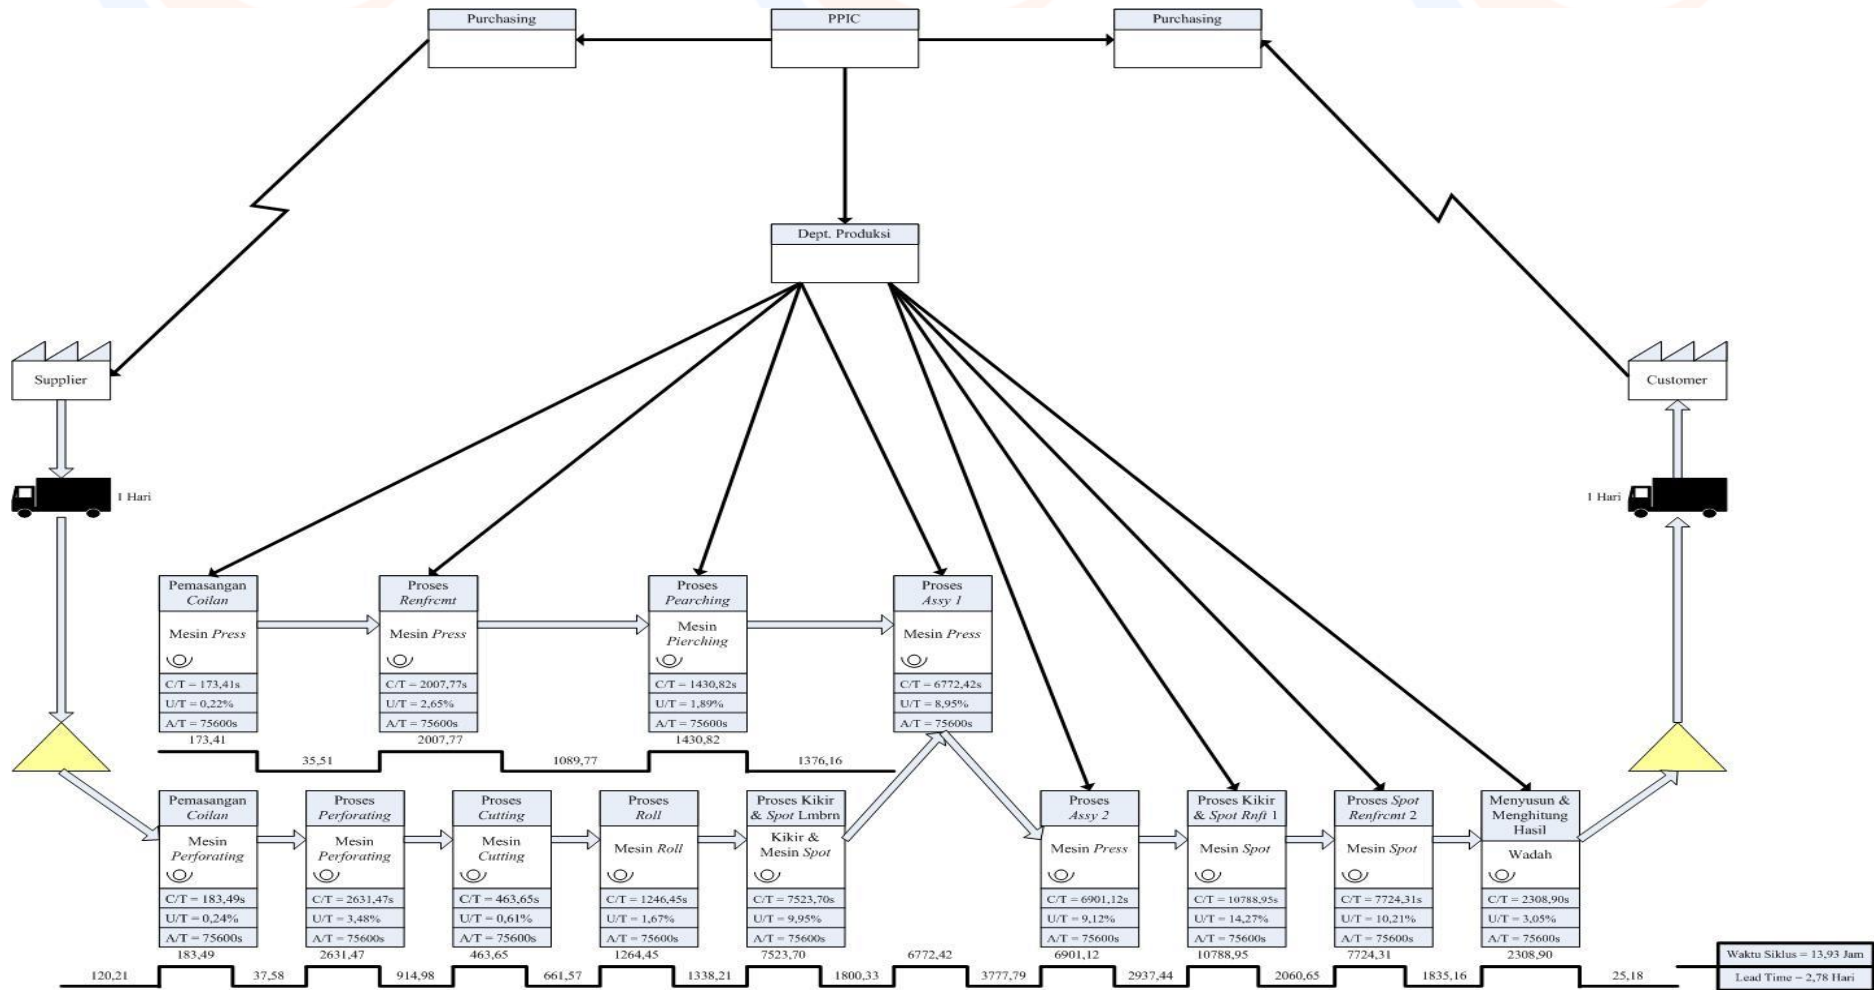 Purchasing
PPIC
Purchasing
Dept. Produksi
Supplier
Customer
1 Hari
1 Hari
Pemasangan
Coilan
Mesin Press
C/T = 173,41s
U/T = 0,22%
A/T = 75600s
Proses
Renfrcmt
Mesin Press
C/T = 2007,77s
U/T = 2,65%
A/T = 75600s
Proses
Pearching
Mesin
Pierching
C/T = 1430,82s
U/T = 1,89%
A/T = 75600s
Proses
Assy 1
Mesin Press
C/T = 6772,42s
U/T = 8,95%
A/T = 75600s
173,41
35,51
2007,77
1089,77
1430,82
1376,16
Pemasangan
Coilan
Mesin
Perforating
C/T = 183,49s
U/T = 0,24%
A/T = 75600s
Proses
Perforating
Mesin
Perforating
C/T = 2631,47s
U/T = 3,48%
A/T = 75600s
Proses
Cutting
Mesin
Cutting
C/T = 463,65s
U/T = 0,61%
A/T = 75600s
Proses
Roll
Mesin Roll
C/T = 1246,45s
U/T = 1,67%
A/T = 75600s
Proses Kikir
& Spot Lmbrn
Kikir &
Mesin Spot
C/T = 7523,70s
U/T = 9,95%
A/T = 75600s
Proses
Assy 2
Mesin Press
C/T = 6901,12s
U/T = 9,12%
A/T = 75600s
Proses Kikir
& Spot Rnft 1
Mesin Spot
C/T = 10788,95s
U/T = 14,27%
A/T = 75600s
Proses Spot
Renfrcmt 2
Mesin Spot
C/T = 7724,31s
U/T = 10,21%
A/T = 75600s
Menyusun &
Menghitung
Hasil
Wadah
C/T = 2308,90s
U/T = 3,05%
A/T = 75600s
120,21
183,49
37,58
2631,47
914,98
463,65
661,57
1264,45
1338,21
7523,70
1800,33
6772,42
3777,79
6901,12
2937,44
10788,95
2060,65
7724,31
1835,16
2308,90
25,18
Waktu Siklus = 13,93 Jam
Lead Time = 2,78 Hari